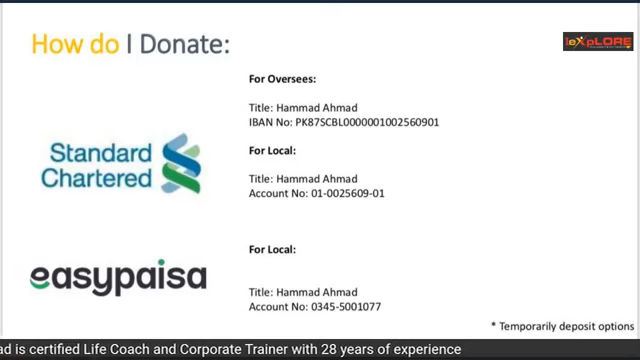 How do I Donate:
iexpLORE
For Oversees:
Title: Hammad Ahmad
IBAN No: PK87SCBL0000001002560901
Standard
Chartered
For Local:
Title: Hammad Ahmad
Account No: 01-0025609-01
easypaisa
For Local:
Title: Hammad Ahmad
Account No: 0345-5001077
* Temporarily deposit options
ad is certified Life Coach and Corporate Trainer with 28 years of experience